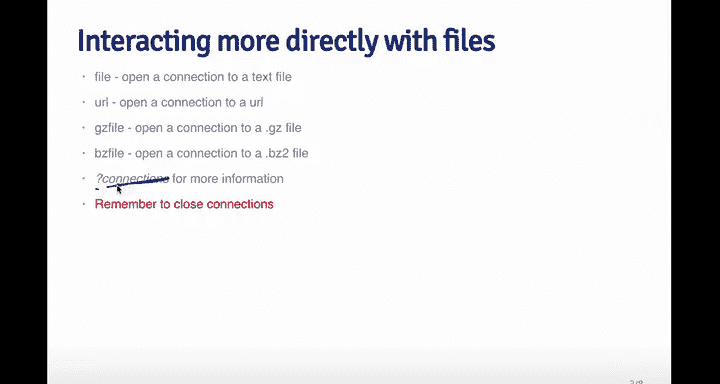 Interacting more directly with files
· file - open a connection to a text file
· url - open a connection to a url
· gzfile - open a connection to a .gz file
· bzfile - open a connection to a .bz2 file
· ?connections for more information
· Remember to close connections